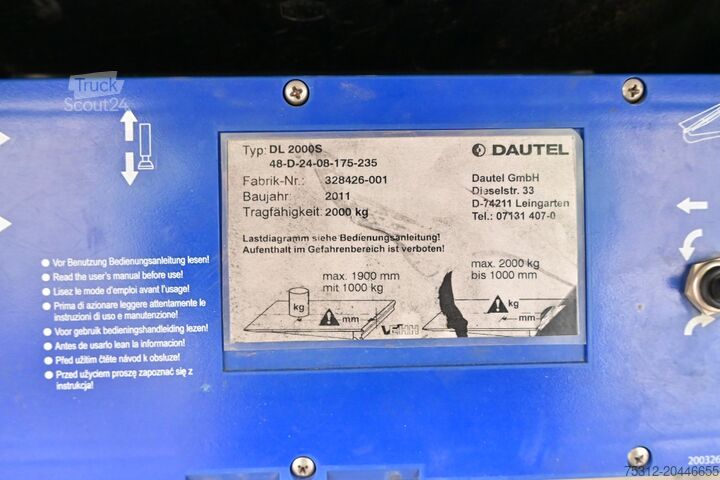 Truck
Scout24
Typ: DL 2000S
48-D-24-08-175-235
Fabrik-Nr.: 328426-001
Baujahr: 2011
Tragfähigkeit: 2000 kg
DAUTEL
Dautel GmbH
Dieselstr. 33
D-74211 Leingarten
Tel.: 07131 407-0
Lastdiagramm siehe Bedienungsanleitung!
Aufenthalt im Gefahrenbereich ist verboten!
max. 1900 mm
mit 1000 kg
max. 2000 kg
bis 1000 mm
kg
mm
kg
mm
Vor Benutzung Bedienungsanleitung lesen!
Read the user's manual before use!
Lisez le mode d'emploi avant l'usage!
Prima di azionare leggere attentamente le
instruzioni di uso e manutenzione!
Voor gebruik bedieningshandleiding lezen!
Antes de usarlo lean la informacion!
Před užitim čtěte návod k obsluze!
Przed użyciem proszę zapoznać się z
instrukcja!
200326
75312-20446655